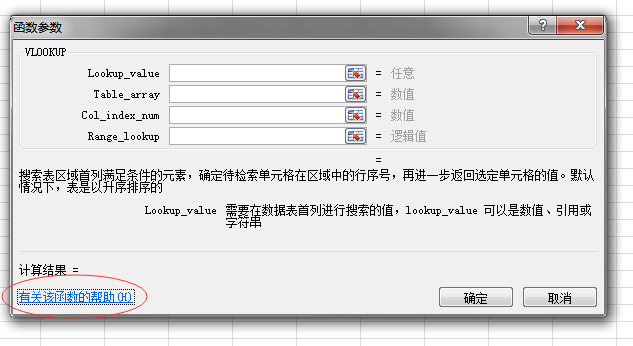 函数参数
VLOOKUP
Lookup_value = 任意
Table_array = 数值
Col_index_num = 数值
Range_lookup = 逻辑值
=
搜索表区域首列满足条件的元素，确定待检索单元格在区域中的行序号，再进一步返回选定单元格的值。默认
情况下，表是以升序排序的
Lookup_value 需要在数据表首列进行搜索的值，lookup_value 可以是数值、引用或
字符串
计算结果 =
有关该函数的帮助(H) 确定 取消